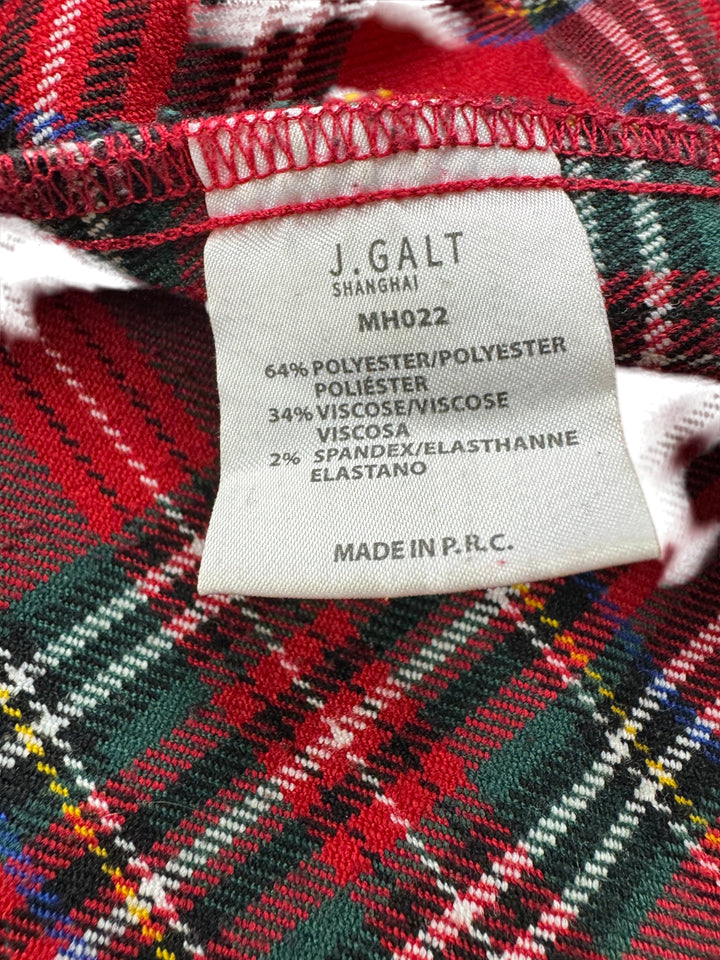 J.GALT
SHANGHAI
MH022
64% POLYESTER/POLYESTER
POLIÉSTER
34% VISCOSE/VISCOSE
VISCOSA
2% SPANDEX/ELASTHANNE
ELASTANO
MADE IN P.R.C.